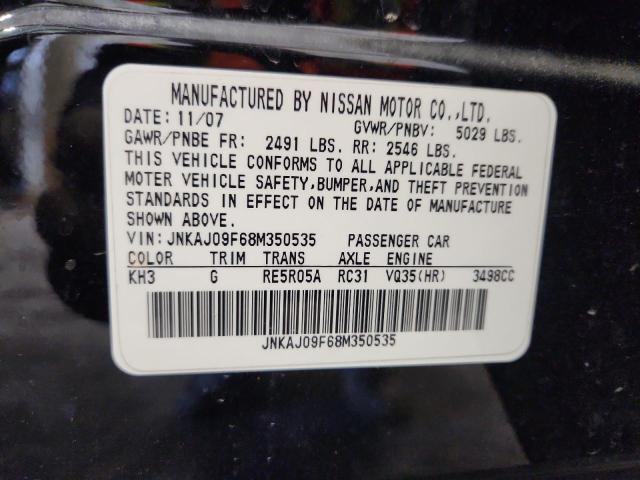 MANUFACTURED BY NISSAN MOTOR CO.,LTD.
DATE: 11/07 GVWR/PNBV: 5029 LBS.
GAWR/PNBE FR: 2491 LBS. RR: 2546 LBS.
THIS VEHICLE CONFORMS TO ALL APPLICABLE FEDERAL
MOTOR VEHICLE SAFETY,BUMPER,AND THEFT PREVENTION
STANDARDS IN EFFECT ON THE DATE OF MANUFACTURE
SHOWN ABOVE.
VIN: JNKAJ09F68M350535 PASSENGER CAR
COLOR TRIM TRANS AXLE ENGINE
KH3 G RE5R05A RC31 VQ35(HR) 3498CC
JNKAJ09F68M350535